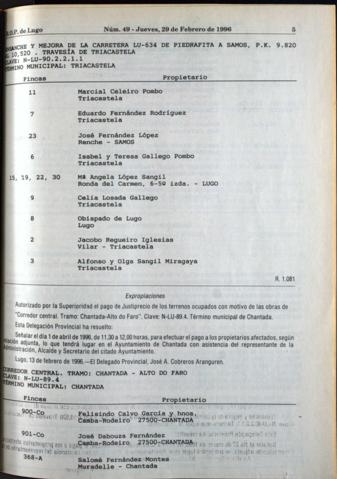 B.O.P. de Lugo Núm. 49 - Jueves, 29 de Febrero de 1996 5
ENSANCHE Y MEJORA DE LA CARRETERA LU-634 DE PIEDRAFITA A SAMOS, P.K. 9.820
AL 10,520 . TRAVESÍA DE TRIACASTELA
CLAVE: N-LU-90.2.2.1.1
TÉRMINO MUNICIPAL: TRIACASTELA
Fincas Propietario
11 Marcial Celeiro Pombo
Triacastela
7 Eduardo Fernández Rodríguez
Triacastela
23 José Fernández López
Renche - SAMOS
6 Isabel y Teresa Gallego Pombo
Triacastela
15, 19, 22, 30 Mª Angela López Sangil
Ronda del Carmen, 6-5º izda. - LUGO
9 Celia Losada Gallego
Triacastela
8 Obispado de Lugo
Lugo
2 Jacobo Regueiro Iglesias
Vilar - Triacastela
3 Alfonso y Olga Sangil Miragaya
Triacastela
R. 1.081
Expropiaciones
Autorizado por la Superioridad el pago de Justiprecio de los terrenos ocupados con motivo de las obras de
"Corredor central. Tramo: Chantada-Alto do Faro". Clave: N-LU-89.4. Término municipal de Chantada.
Esta Delegación Provincial ha resuelto:
Señalar el día 1 de abril de 1996, de 11,30 a 12,00 horas, para efectuar el pago a los propietarios afectados, según
relación adjunta, lo que tendrá lugar en el Ayuntamiento de Chantada con asistencia del representante de la
Administración, Alcalde y Secretario del citado Ayuntamiento.
Lugo, 13 de febrero de 1996.—El Delegado Provincial, José A. Cobreros Aranguren.
CORREDOR CENTRAL. TRAMO: CHANTADA - ALTO DO FARO
CLAVE: N-LU-89.4
TÉRMINO MUNICIPAL: CHANTADA
Fincas Propietario
900-Co Felisindo Calvo García y hnos.
Camba-Rodeiro 27500-CHANTADA
901-Co José Dabouza Fernández
Camba-Rodeiro 27500-CHANTADA
368-A Salomé Fernández Montes
Muradelle - Chantada